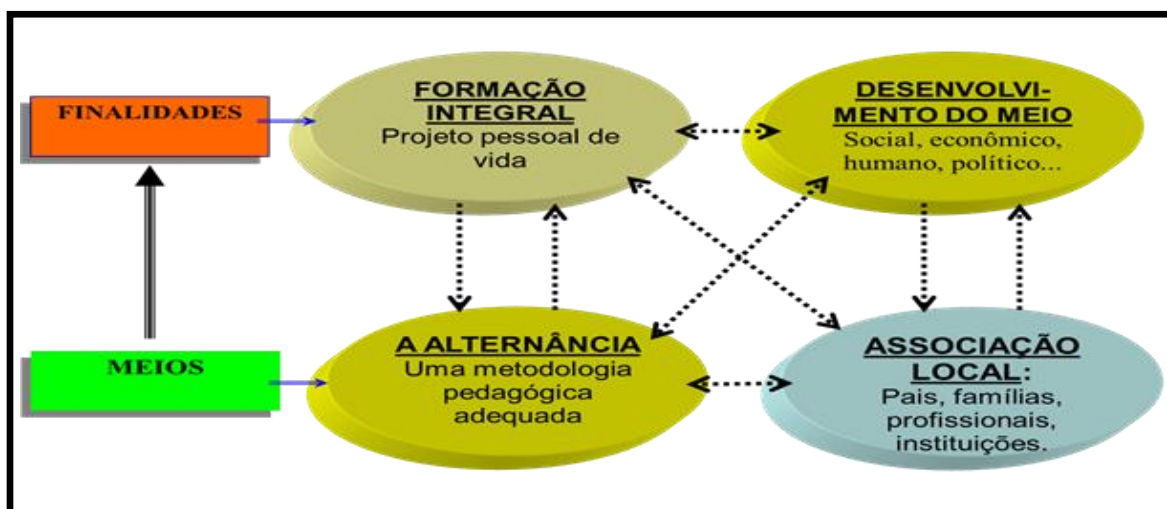 FINALIDADES
FORMAÇÃO
INTEGRAL
Projeto pessoal de
vida
DESENVOLVI-
MENTO DO MEIO
Social, econômico,
humano, político...
MEIOS
A ALTERNÂNCIA
Uma metodologia
pedagógica
adequada
ASSOCIAÇÃO
LOCAL:
Pais, famílias,
profissionais,
instituições.